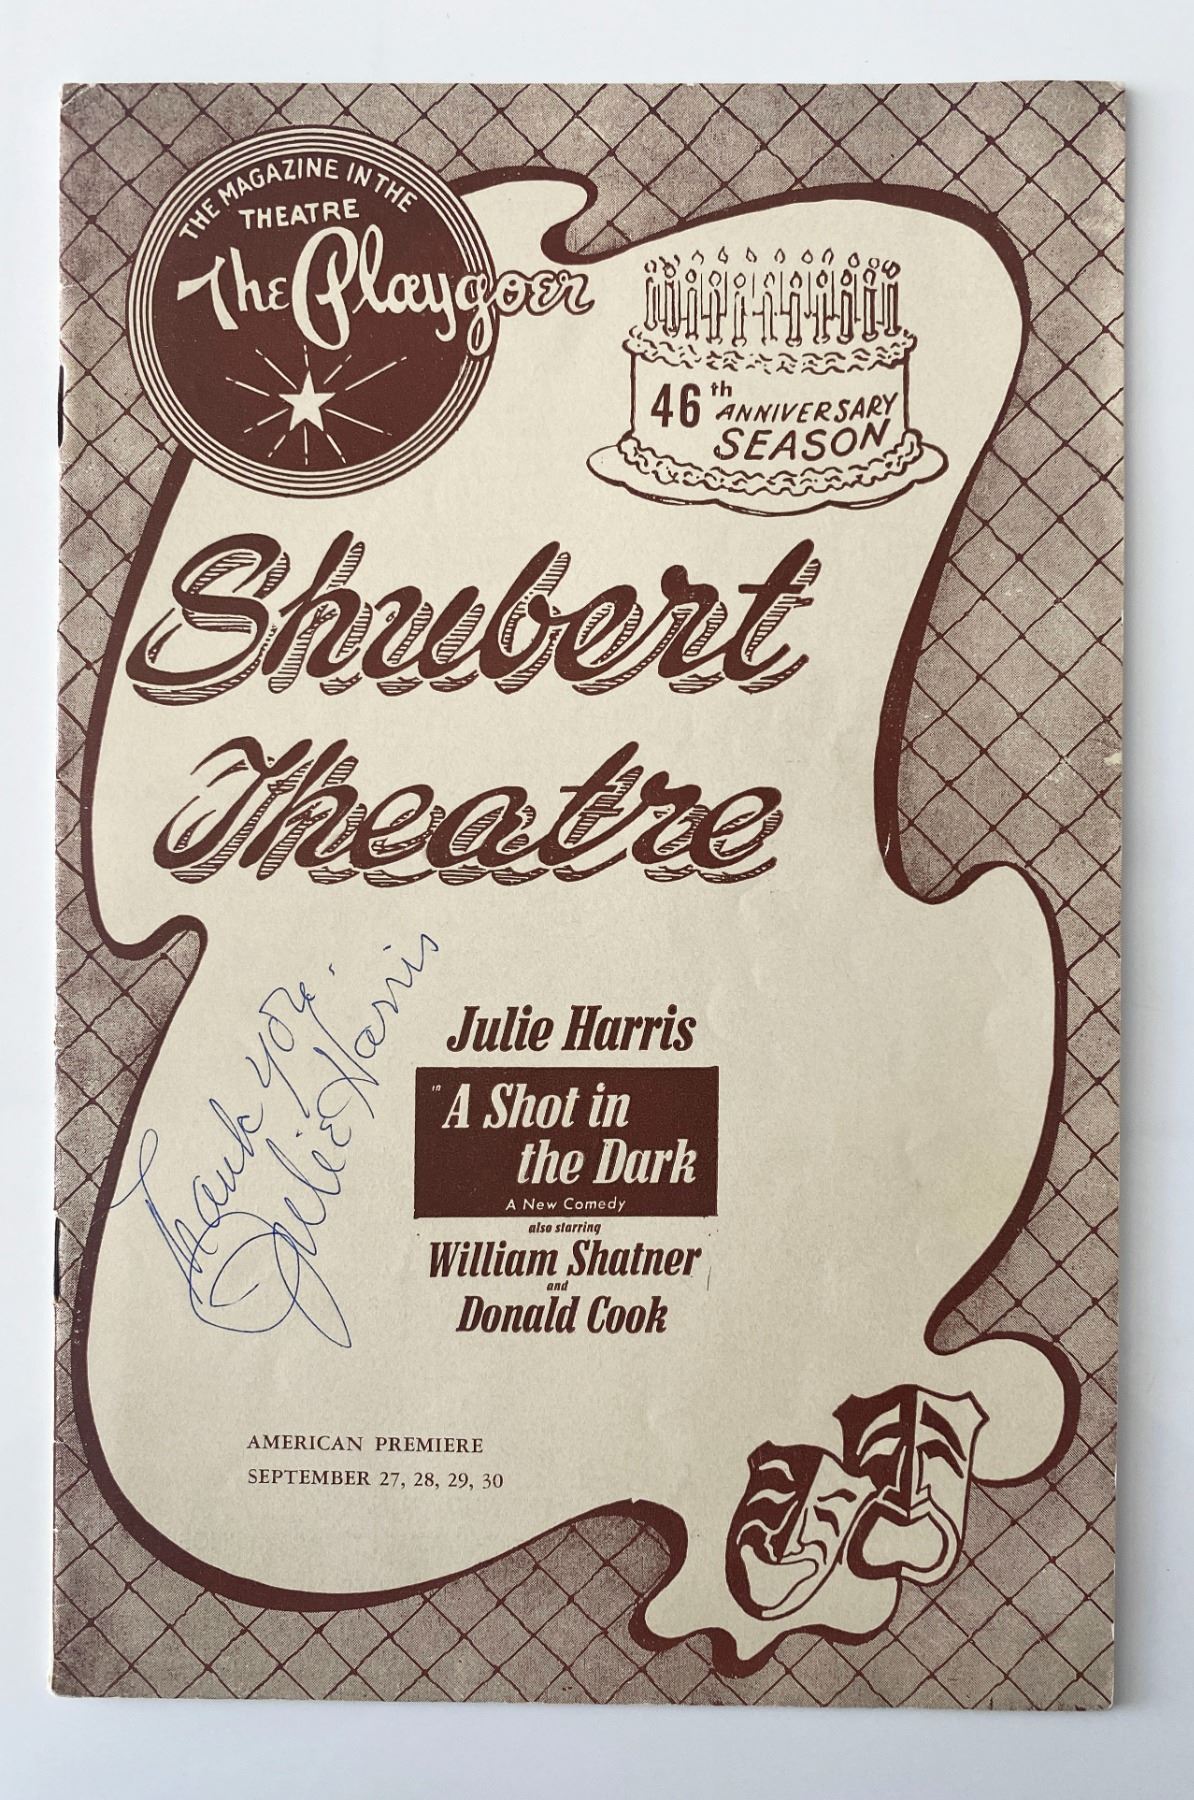 THE MAGAZINE IN THE
THEATRE
The Playgoer
46th ANNIVERSARY
SEASON
Shubert
Theatre
Thank you.
Julie Harris
Julie Harris
in A Shot in
the Dark
A New Comedy
also starring
William Shatner
and
Donald Cook
AMERICAN PREMIERE
SEPTEMBER 27, 28, 29, 30